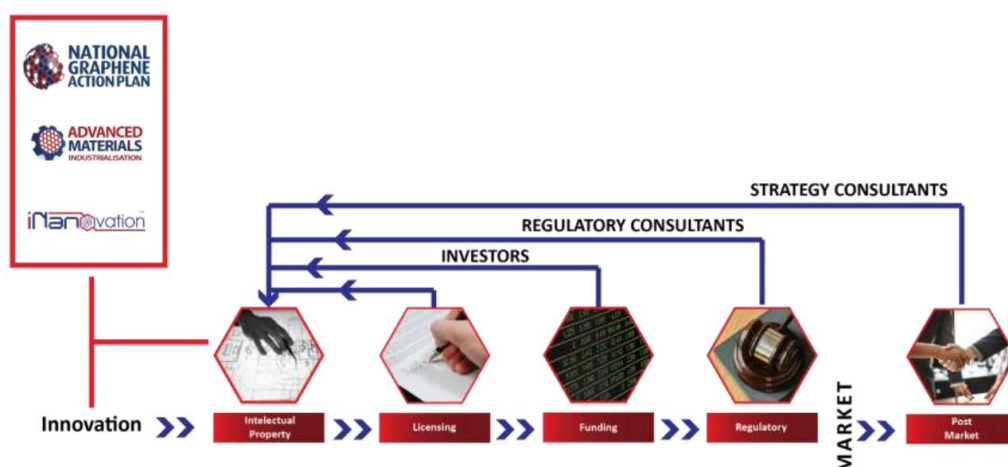 NATIONAL
GRAPHENE
ACTION PLAN
ADVANCED
MATERIALS
INDUSTRIALISATION
iNanovation
STRATEGY CONSULTANTS
REGULATORY CONSULTANTS
INVESTORS
Innovation
Intelectual
Property
Licensing
Funding
Regulatory
MARKET
Post
Market